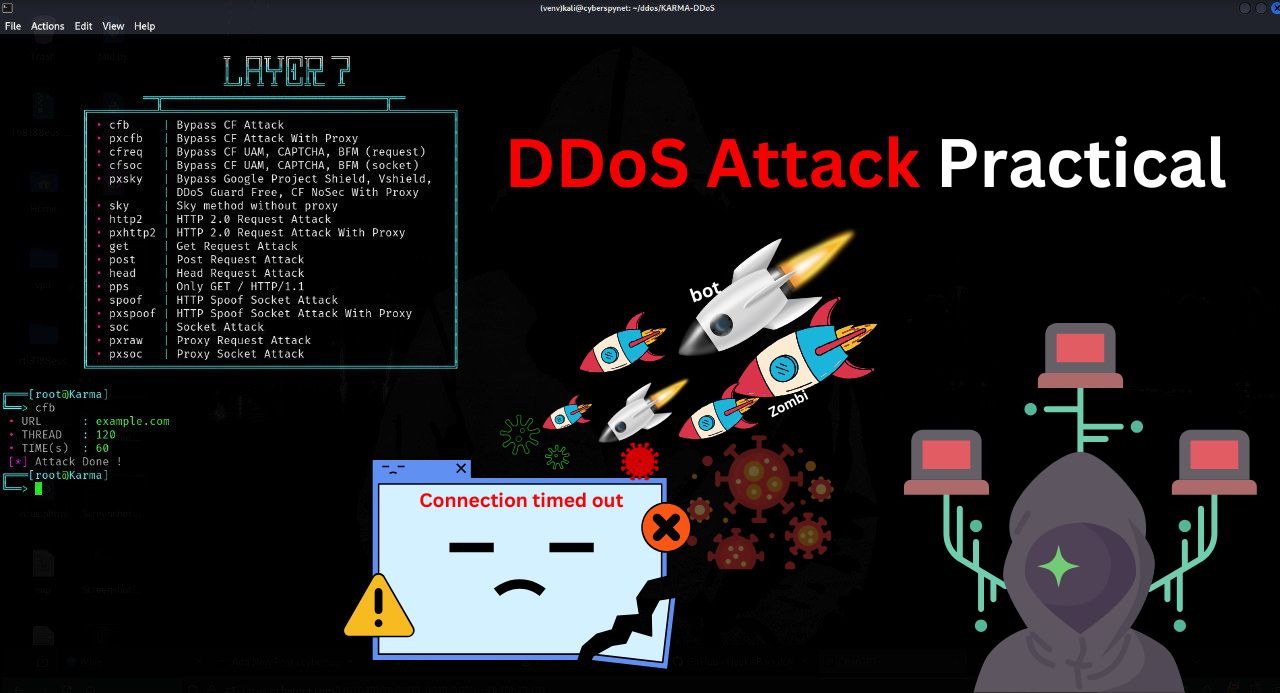 (venv)kali@cyberspynet: ~/ddos/KARMA-DDoS
File Actions Edit View Help
LAYER 7
• cfb | Bypass CF Attack
• pxcfb | Bypass CF Attack With Proxy
• cfreq | Bypass CF UAM, CAPTCHA, BFM (request)
• cfsoc | Bypass CF UAM, CAPTCHA, BFM (socket)
• pxsky | Bypass Google Project Shield, Vshield,
| DDoS Guard Free, CF NoSec With Proxy
• sky | Sky method without proxy
• http2 | HTTP 2.0 Request Attack
• pxhttp2 | HTTP 2.0 Request Attack With Proxy
• get | Get Request Attack
• post | Post Request Attack
• head | Head Request Attack
• pps | Only GET / HTTP/1.1
• spoof | HTTP Spoof Socket Attack
• pxspoof | HTTP Spoof Socket Attack With Proxy
• soc | Socket Attack
• pxraw | Proxy Request Attack
• pxsoc | Proxy Socket Attack
[root@Karma]
cfb
• URL : example.com
• THREAD : 120
• TIME(s) : 60
[*] Attack Done !
[root@Karma]
DDoS Attack Practical
bot
Zombi
Connection timed out